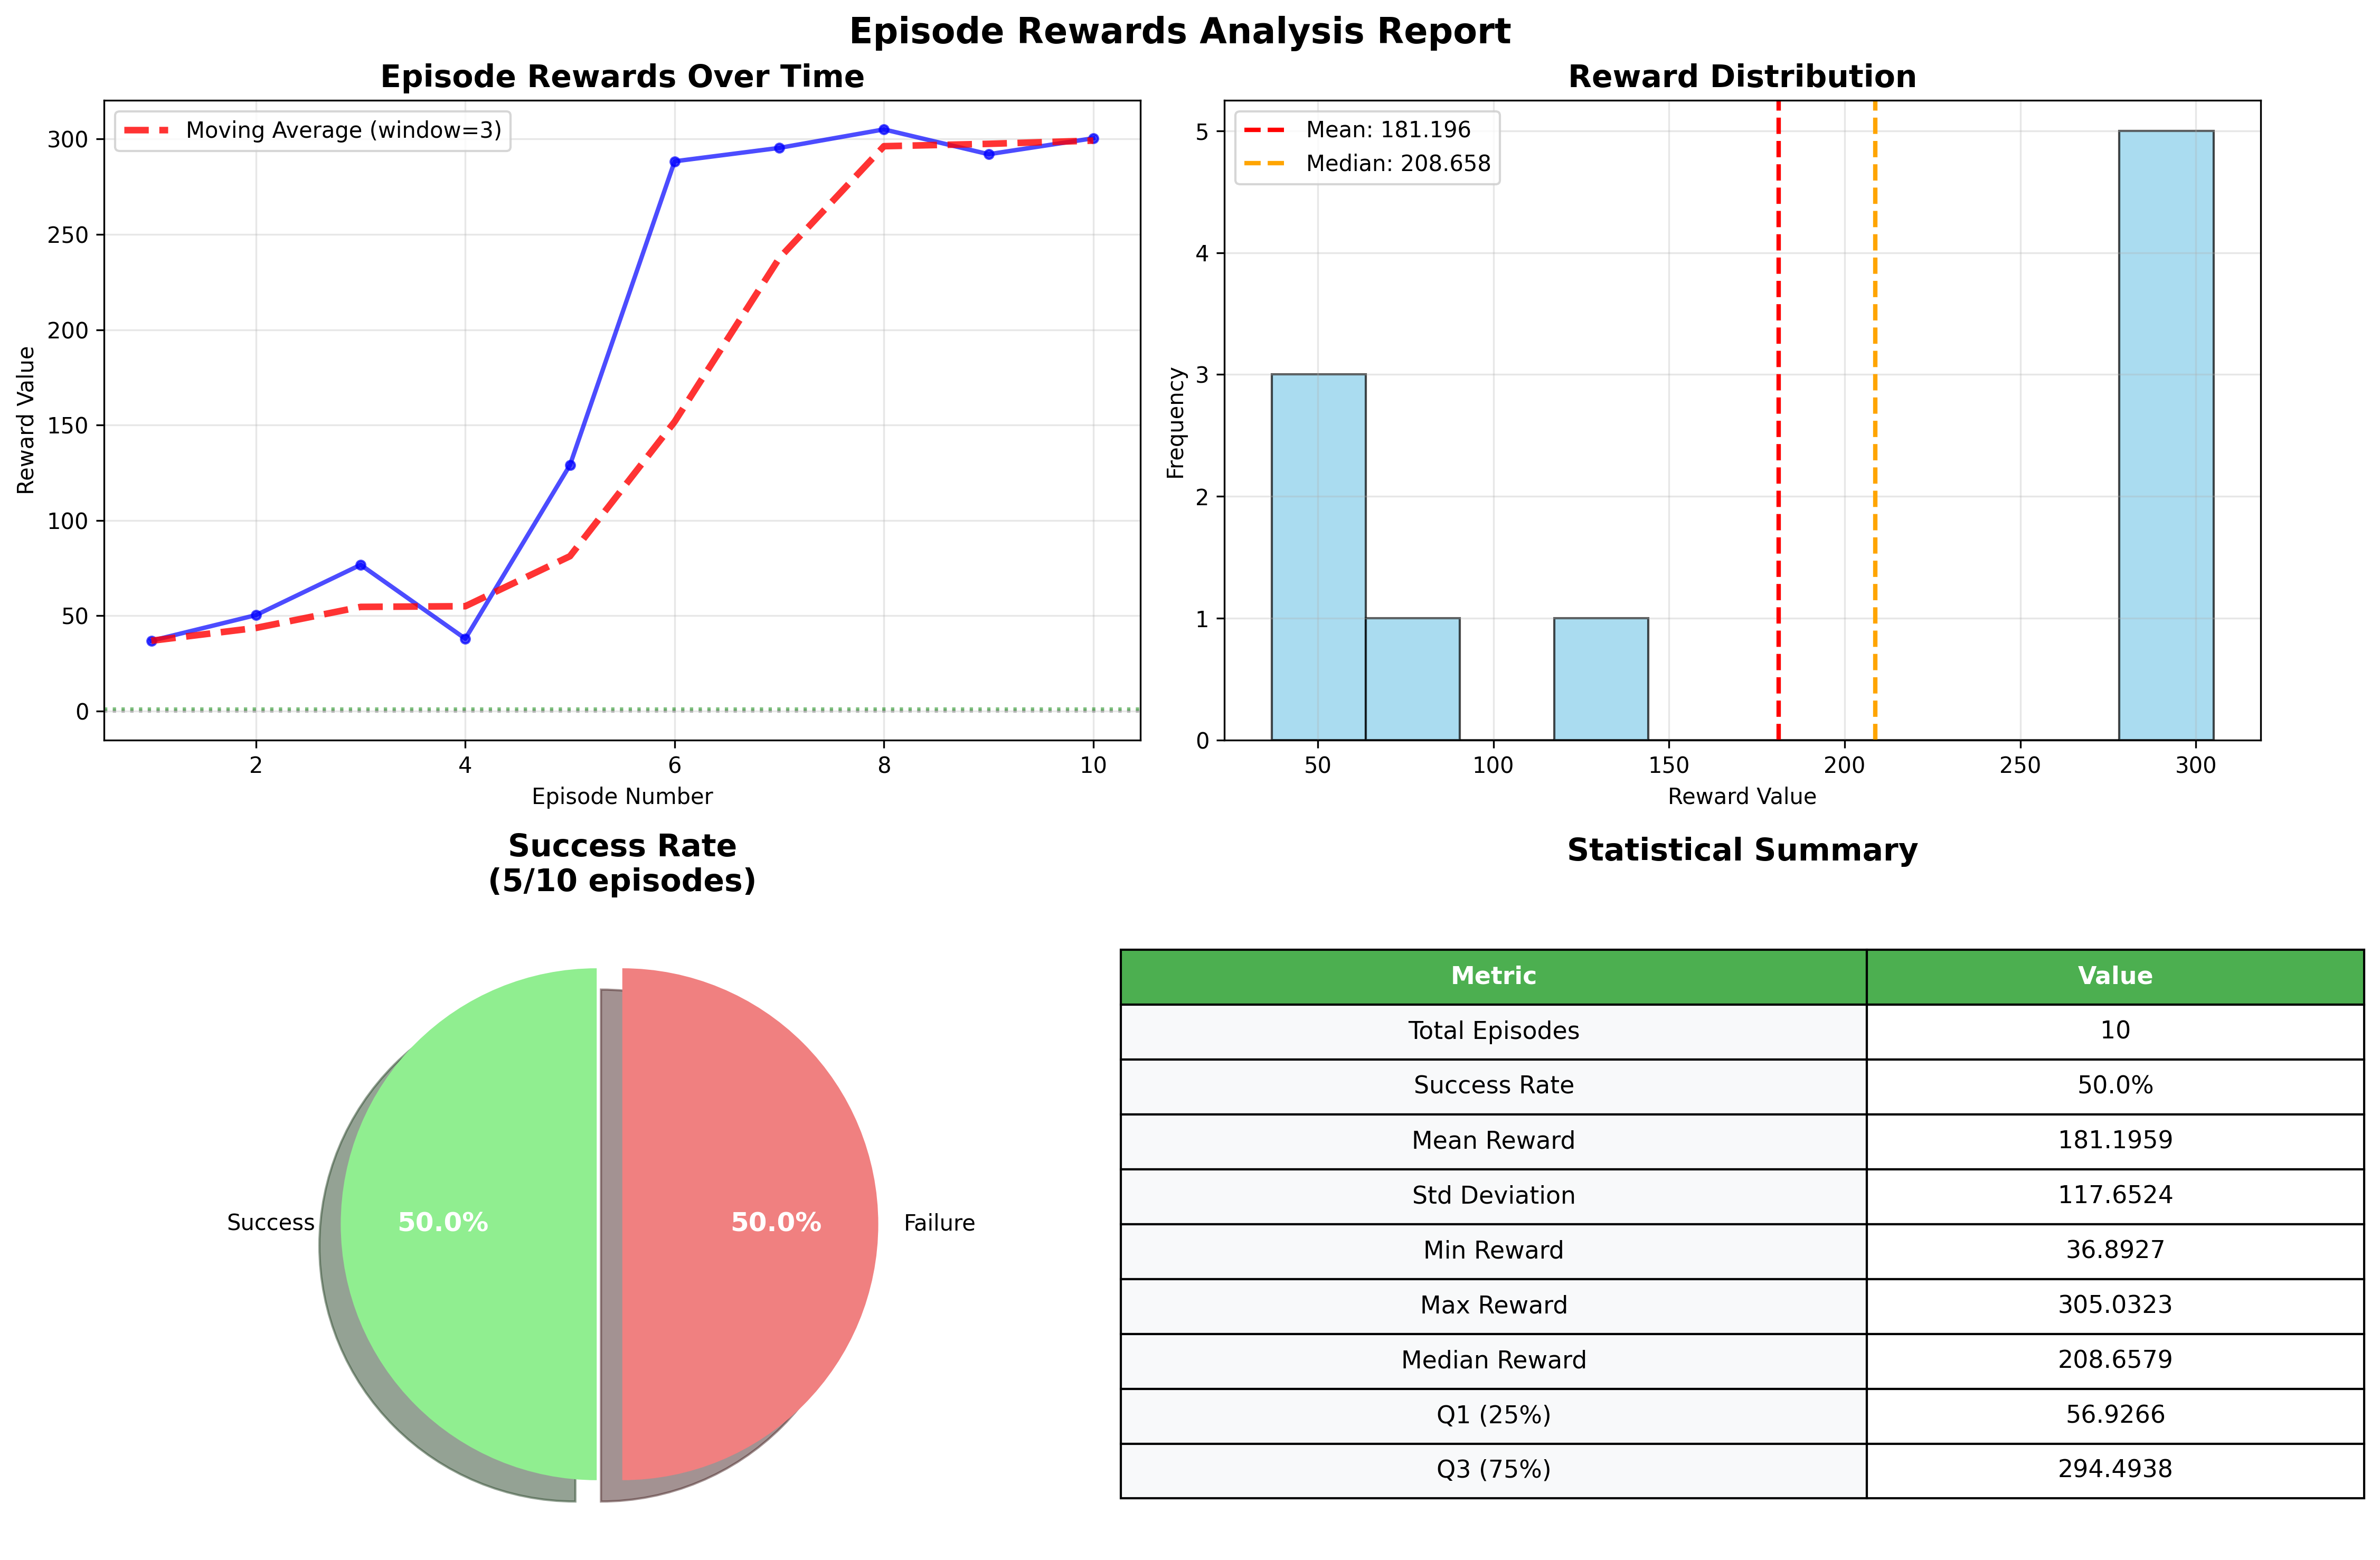 Episode Rewards Analysis Report
Episode Rewards Over Time
Moving Average (window=3)
300
250
200
150
100
50
0
Reward Value
2 4 6 8 10
Episode Number
Reward Distribution
Mean: 181.196
Median: 208.658
5
4
3
2
1
0
Frequency
50 100 150 200 250 300
Reward Value
Success Rate
(5/10 episodes)
Success
50.0%
50.0%
Failure
Statistical Summary
Metric Value
Total Episodes 10
Success Rate 50.0%
Mean Reward 181.1959
Std Deviation 117.6524
Min Reward 36.8927
Max Reward 305.0323
Median Reward 208.6579
Q1 (25%) 56.9266
Q3 (75%) 294.4938